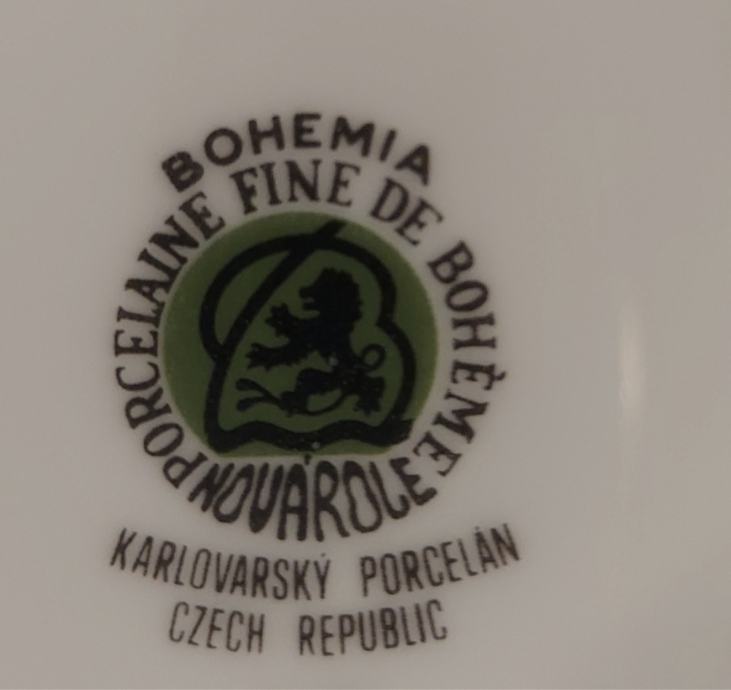 BOHEMIA
PORCELAINE FINE DE BOHÈME
NOVÁ ROLE
KARLOVARSKÝ PORCELÁN
CZECH REPUBLIC